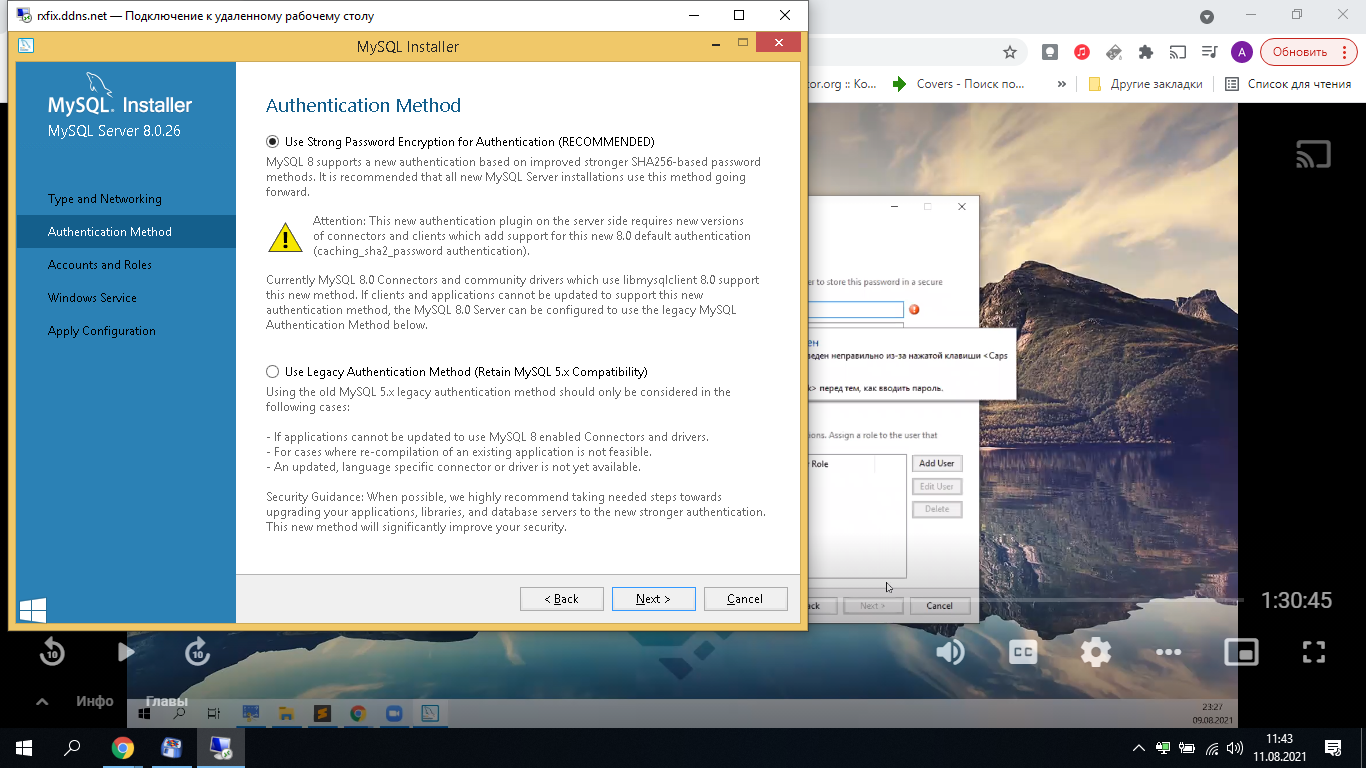 rxfix.ddns.net — Подключение к удаленному рабочему столу
MySQL Installer
MySQL. Installer
MySQL Server 8.0.26
Type and Networking
Authentication Method
Accounts and Roles
Windows Service
Apply Configuration
Authentication Method
Use Strong Password Encryption for Authentication (RECOMMENDED)
MySQL 8 supports a new authentication based on improved stronger SHA256-based password
methods. It is recommended that all new MySQL Server installations use this method going
forward.
Attention: This new authentication plugin on the server side requires new versions
of connectors and clients which add support for this new 8.0 default authentication
(caching_sha2_password authentication).
Currently MySQL 8.0 Connectors and community drivers which use libmysqlclient 8.0 support
this new method. If clients and applications cannot be updated to support this new
authentication method, the MySQL 8.0 Server can be configured to use the legacy MySQL
Authentication Method below.
Use Legacy Authentication Method (Retain MySQL 5.x Compatibility)
Using the old MySQL 5.x legacy authentication method should only be considered in the
following cases:
- If applications cannot be updated to use MySQL 8 enabled Connectors and drivers.
- For cases where re-compilation of an existing application is not feasible.
- An updated, language specific connector or driver is not yet available.
Security Guidance: When possible, we highly recommend taking needed steps towards
upgrading your applications, libraries, and database servers to the new stronger authentication.
This new method will significantly improve your security.
< Back
Next >
Cancel
A
Обновить
tor.org :: Ко...
Covers - Поиск по...
»
Другие закладки
Список для чтения
er to store this password in a secure
ен
веден неправильно из-за нажатой клавиши <Caps
k> перед тем, как вводить пароль.
ions. Assign a role to the user that
r Role
Add User
Edit User
Delete
ack
Next >
Cancel
1:30:45
10
10
CC
Инфо
Главы
23:27
09.08.2021
11:43
11.08.2021